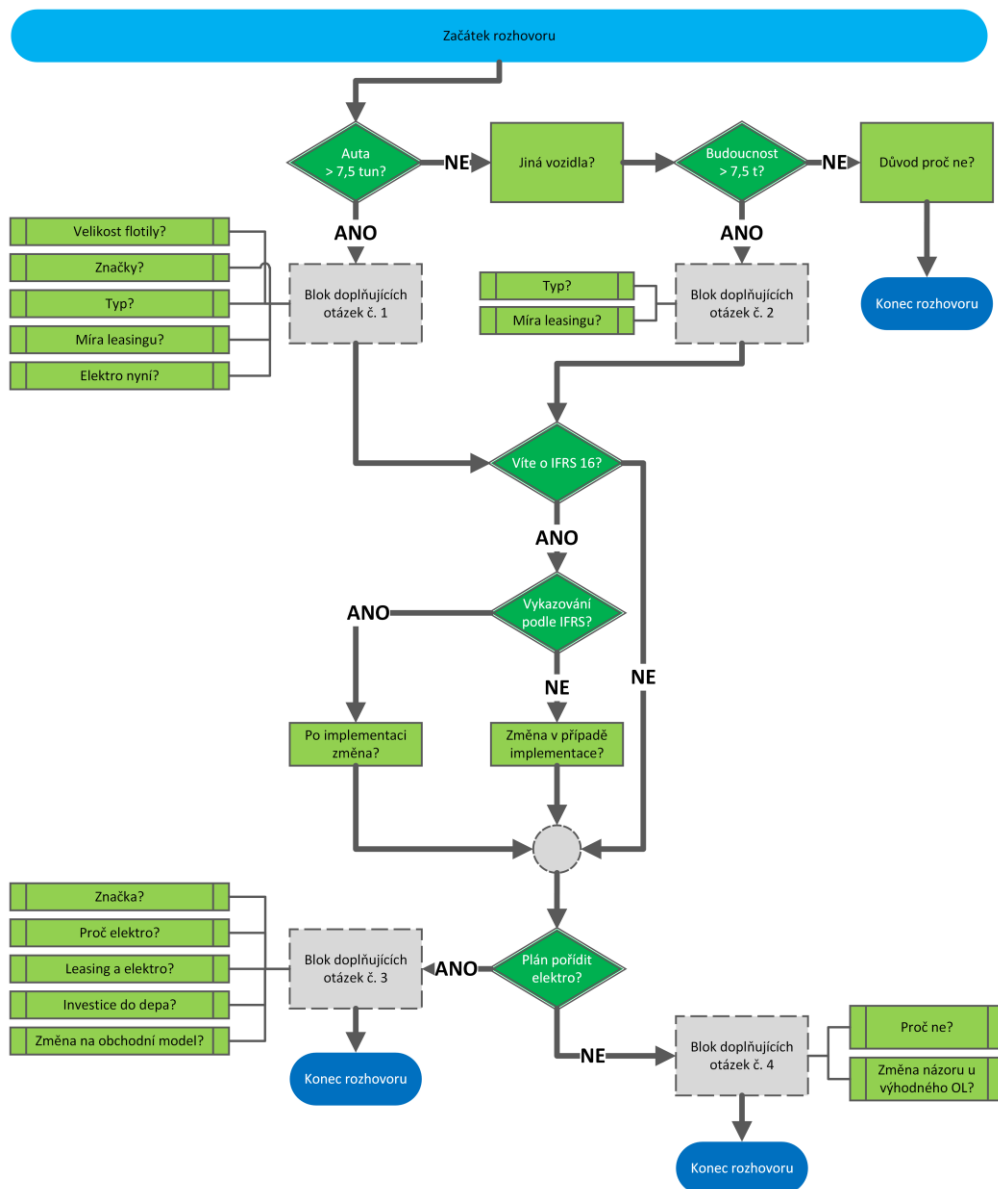 Začátek rozhovoru
Auta
> 7,5 tun?
NE
Jiná vozidla?
Budoucnost
> 7,5 t?
NE
Důvod proč ne?
ANO
ANO
Velikost flotily?
Značky?
Typ?
Míra leasingu?
Elektro nyní?
Blok doplňujících
otázek č. 1
Typ?
Míra leasingu?
Blok doplňujících
otázek č. 2
Konec rozhovoru
Víte o IFRS 16?
ANO
Vykazování
podle IFRS?
ANO
NE
NE
Po implementaci
změna?
Změna v případě
implementace?
Značka?
Proč elektro?
Leasing a elektro?
Investice do depa?
Změna na obchodní model?
Blok doplňujících
otázek č. 3
ANO
Plán pořídit
elektro?
Konec rozhovoru
NE
Blok doplňujících
otázek č. 4
Proč ne?
Změna názoru u
výhodného OL?
Konec rozhovoru